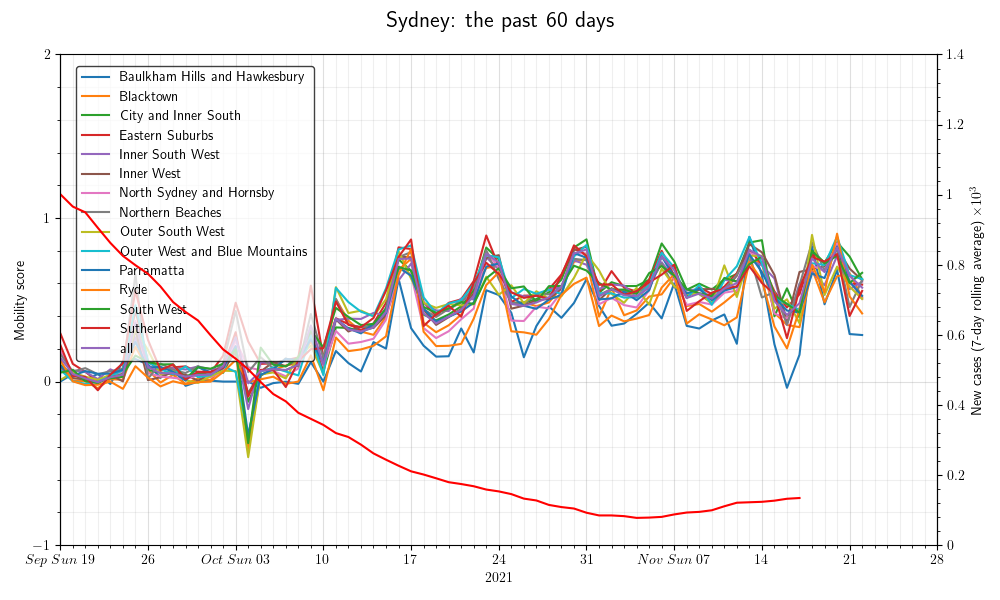 Sydney: the past 60 days
2
1
0
−1
Mobility score
Baulkham Hills and Hawkesbury
Blacktown
City and Inner South
Eastern Suburbs
Inner South West
Inner West
North Sydney and Hornsby
Northern Beaches
Outer South West
Outer West and Blue Mountains
Parramatta
Ryde
South West
Sutherland
all
1.4
1.2
1
0.8
0.6
0.4
0.2
0
New cases (7-day rolling average) ×10³
Sep Sun 19 26 Oct Sun 03 10 17 24 31 Nov Sun 07 14 21 28
2021